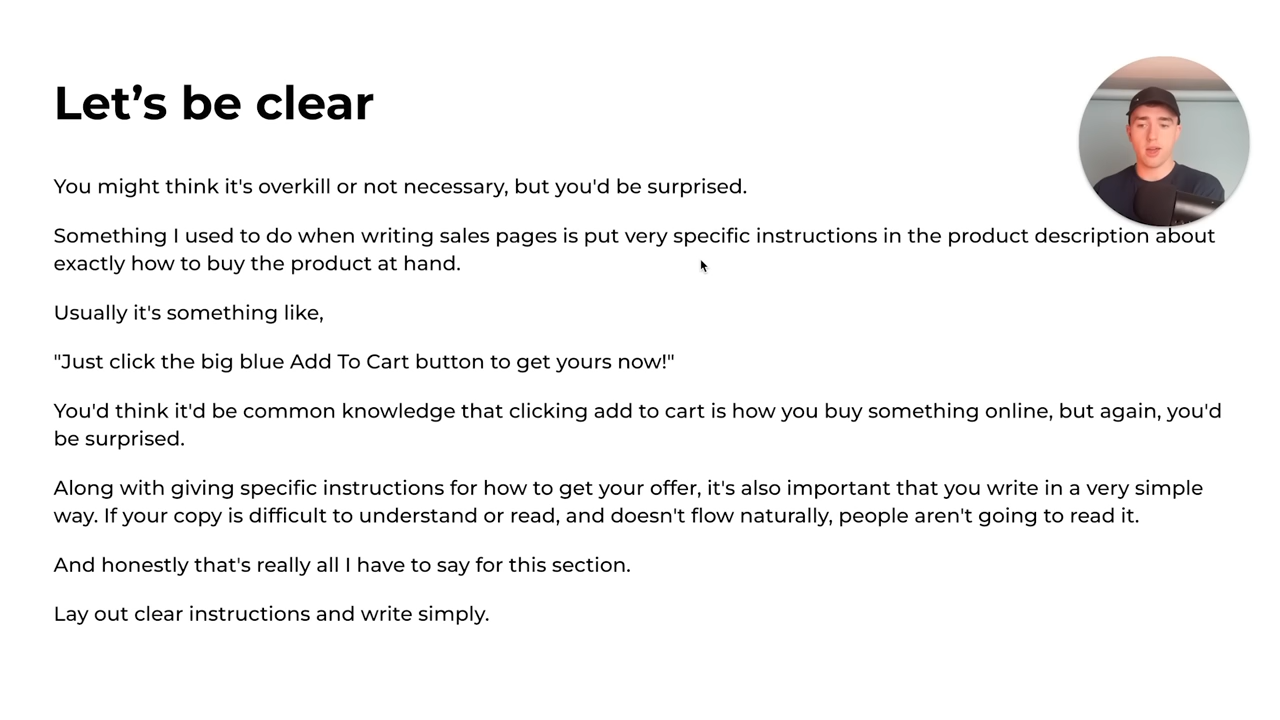 Let’s be clear
You might think it's overkill or not necessary, but you'd be surprised.
Something I used to do when writing sales pages is put very specific instructions in the product description about
exactly how to buy the product at hand.
Usually it's something like,
"Just click the big blue Add To Cart button to get yours now!"
You'd think it'd be common knowledge that clicking add to cart is how you buy something online, but again, you'd
be surprised.
Along with giving specific instructions for how to get your offer, it's also important that you write in a very simple
way. If your copy is difficult to understand or read, and doesn't flow naturally, people aren't going to read it.
And honestly that's really all I have to say for this section.
Lay out clear instructions and write simply.